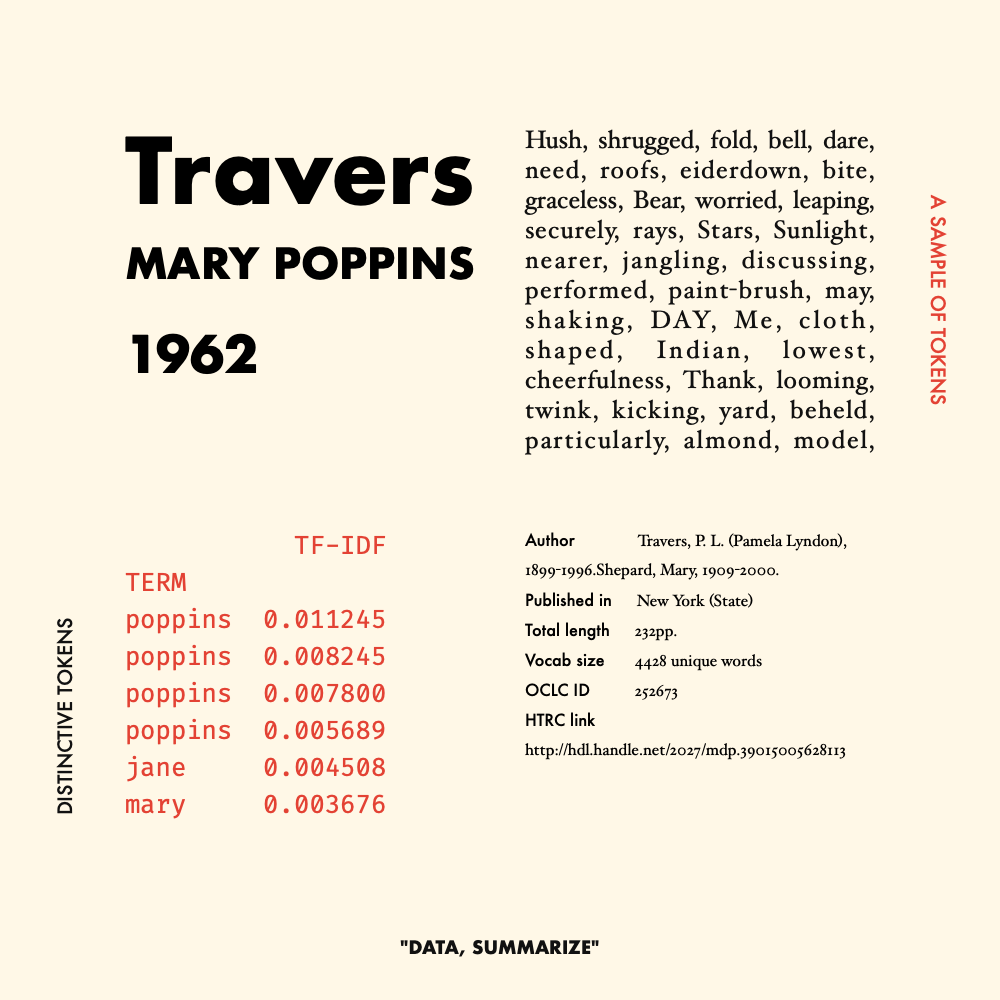 Travers
MARY POPPINS
1962
Hush, shrugged, fold, bell, dare,
need, roofs, eiderdown, bite,
graceless, Bear, worried, leaping,
securely, rays, Stars, Sunlight,
nearer, jangling, discussing,
performed, paint-brush, may,
shaking, DAY, Me, cloth,
shaped, Indian, lowest,
cheerfulness, Thank, looming,
twink, kicking, yard, beheld,
particularly, almond, model,
A SAMPLE OF TOKENS
DISTINCTIVE TOKENS
TF-IDF
TERM
poppins 0.011245
poppins 0.008245
poppins 0.007800
poppins 0.005689
jane 0.004508
mary 0.003676
Author Travers, P. L. (Pamela Lyndon),
1899-1996.Shepard, Mary, 1909-2000.
Published in New York (State)
Total length 232pp.
Vocab size 4428 unique words
OCLC ID 252673
HTRC link
http://hdl.handle.net/2027/mdp.39015005628113
"DATA, SUMMARIZE"